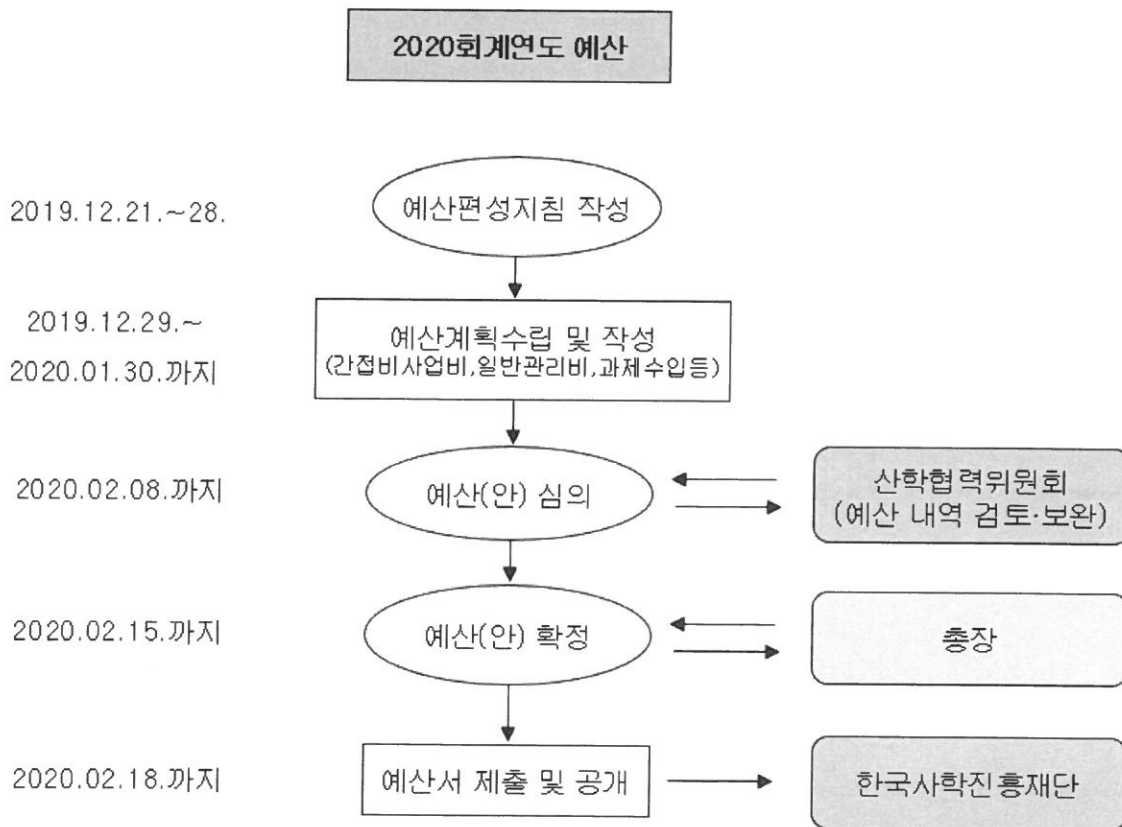 2020회계연도 예산
2019.12.21.~28.
예산편성지침 작성
2019.12.29.~
2020.01.30.까지
예산계획수립 및 작성
(간접비사업비,일반관리비,과제수입등)
2020.02.08.까지
예산(안) 심의
산학협력위원회
(예산 내역 검토·보완)
2020.02.15.까지
예산(안) 확정
총장
2020.02.18.까지
예산서 제출 및 공개
한국사학진흥재단